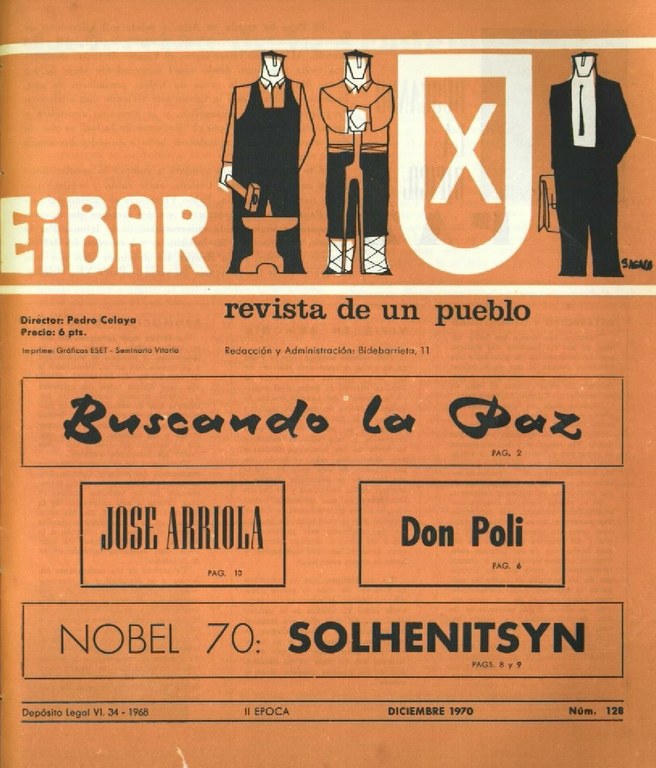 EiBAR
X
revista de un pueblo
Director: Pedro Celaya
Precio: 6 pts.
Imprime: Gráficas ESET - Seminario Vitoria
Redacción y Administración: Bidebarrieta, 11
Buscando la Paz
PAG. 2
JOSE ARRIOLA
PAG. 10
Don Poli
PAG. 6
NOBEL 70: SOLHENITSYN
PAGS. 8 y 9
Depósito Legal VI. 34 - 1968
II EPOCA
DICIEMBRE 1970
Núm. 128